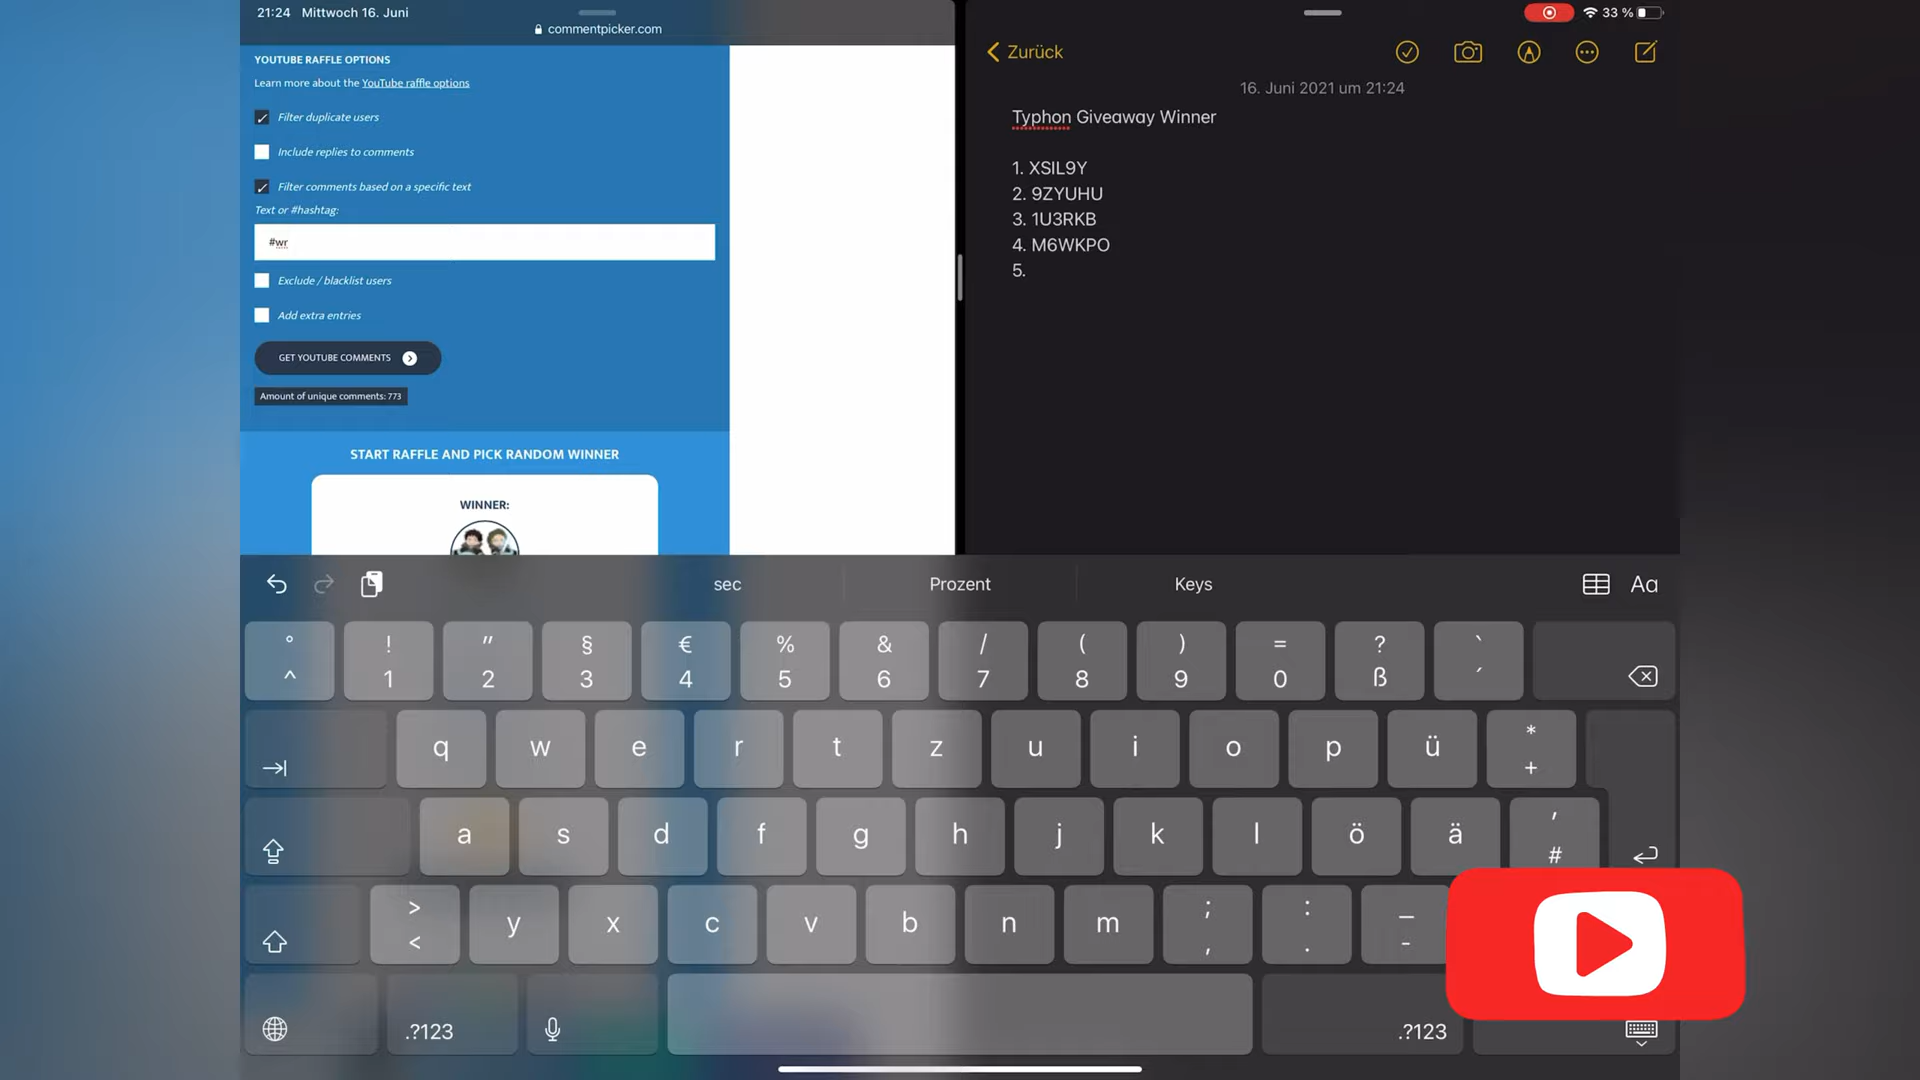 21:24 Mittwoch 16. Juni
commentpicker.com
33 %
YOUTUBE RAFFLE OPTIONS
Learn more about the YouTube raffle options
Filter duplicate users
Include replies to comments
Filter comments based on a specific text
Text or #hashtag:
#wr
Exclude / blacklist users
Add extra entries
GET YOUTUBE COMMENTS
Amount of unique comments: 773
START RAFFLE AND PICK RANDOM WINNER
WINNER:
Zurück
16. Juni 2021 um 21:24
Typhon Giveaway Winner
1. XSIL9Y
2. 9ZYUHU
3. 1U3RKB
4. M6WKPO
5.
sec Prozent Keys Aa
° ! " § € % & / ( ) = ? `
^ 1 2 3 4 5 6 7 8 9 0 ß ´
q w e r t z u i o p ü * +
a s d f g h j k l ö ä ' #
> < y x c v b n m ; , : . _ -
.?123 .?123